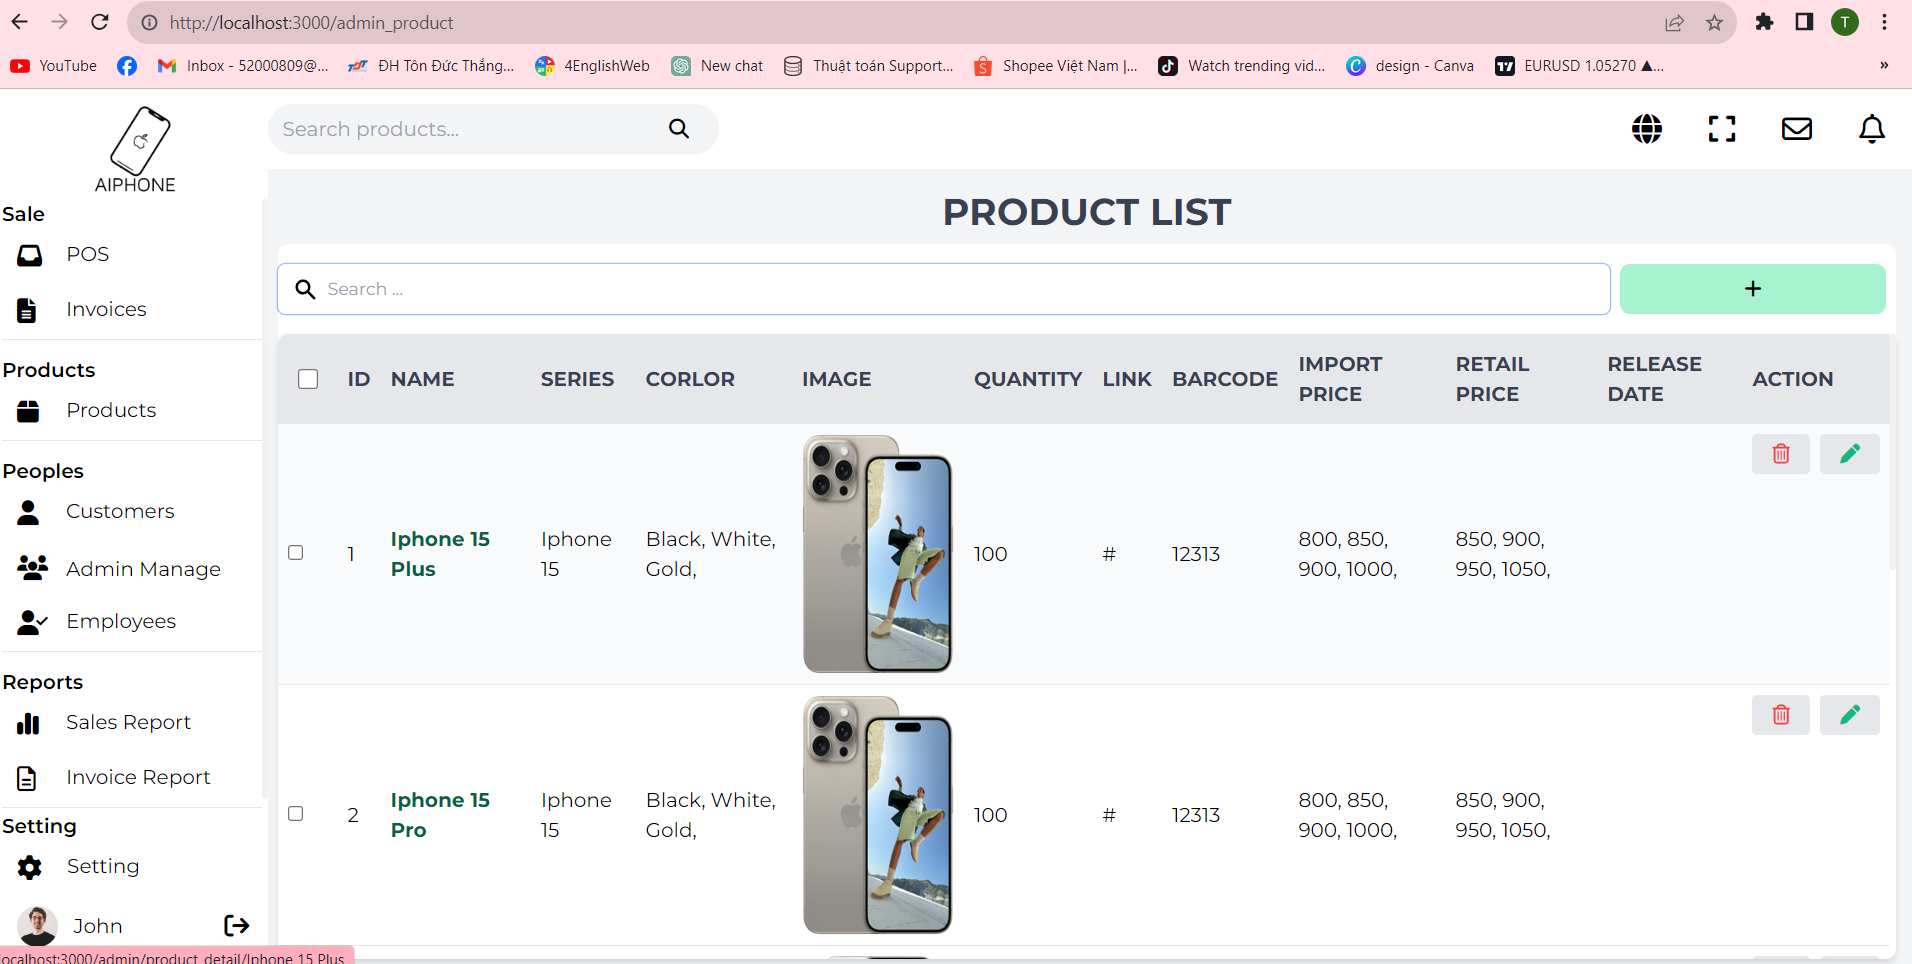 http://localhost:3000/admin_product
T
YouTube
Inbox - 52000809@...
ĐH Tôn Đức Thắng...
4EnglishWeb
New chat
Thuật toán Support...
Shopee Việt Nam |...
Watch trending vid...
design - Canva
EURUSD 1.05270 ▲...
»
AIPHONE
Search products...
Sale
POS
Invoices
Products
Products
Peoples
Customers
Admin Manage
Employees
Reports
Sales Report
Invoice Report
Setting
Setting
John
PRODUCT LIST
Search ...
+
ID NAME SERIES CORLOR IMAGE QUANTITY LINK BARCODE IMPORT PRICE RETAIL PRICE RELEASE DATE ACTION
1 Iphone 15 Plus Iphone 15 Black, White, Gold, 100 # 12313 800, 850, 900, 1000, 850, 900, 950, 1050,
2 Iphone 15 Pro Iphone 15 Black, White, Gold, 100 # 12313 800, 850, 900, 1000, 850, 900, 950, 1050,
localhost:3000/admin/product_detail/Iphone 15 Plus